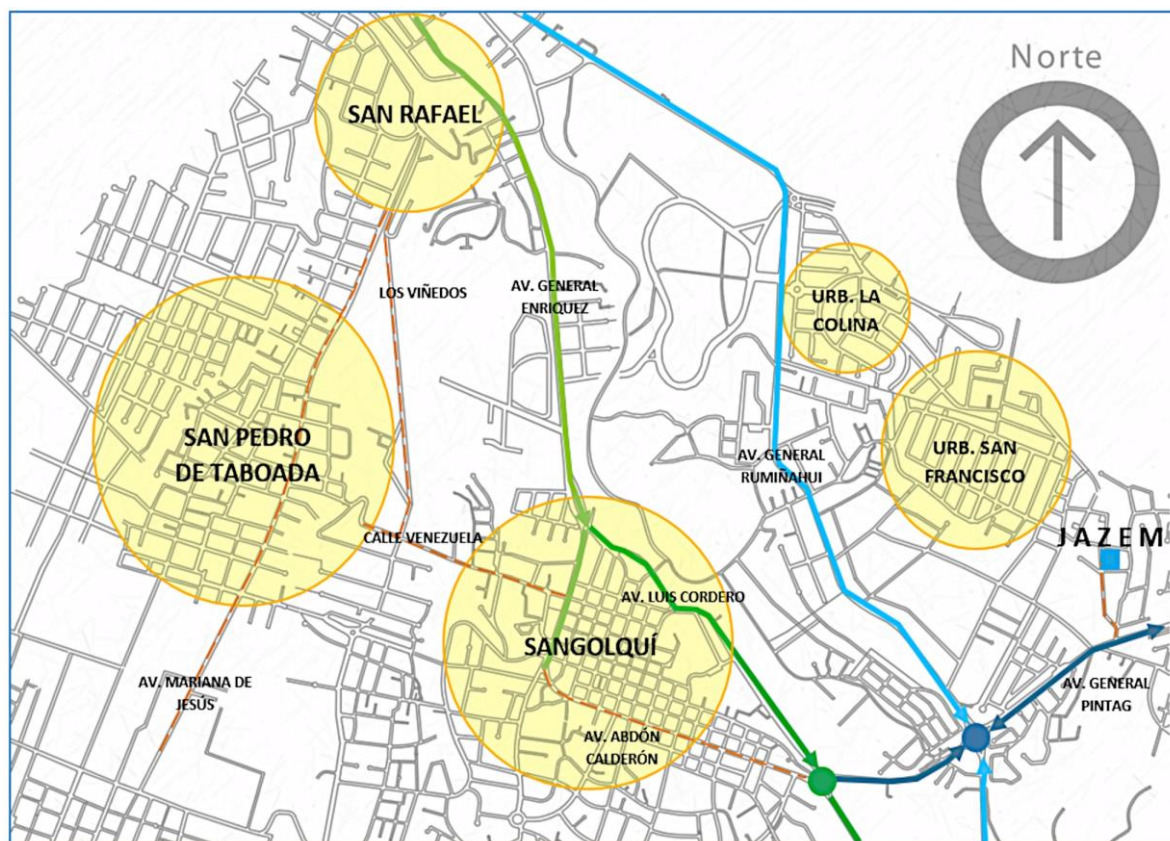 Norte
SAN RAFAEL
LOS VIÑEDOS
AV. GENERAL
ENRIQUEZ
URB. LA
COLINA
SAN PEDRO
DE TABOADA
AV. GENERAL
RUMIÑAHUI
URB. SAN
FRANCISCO
CALLE VENEZUELA
JAZEM
AV. LUIS CORDERO
SANGOLQUÍ
AV. MARIANA DE
JESÚS
AV. GENERAL
PINTAG
AV. ABDÓN
CALDERÓN